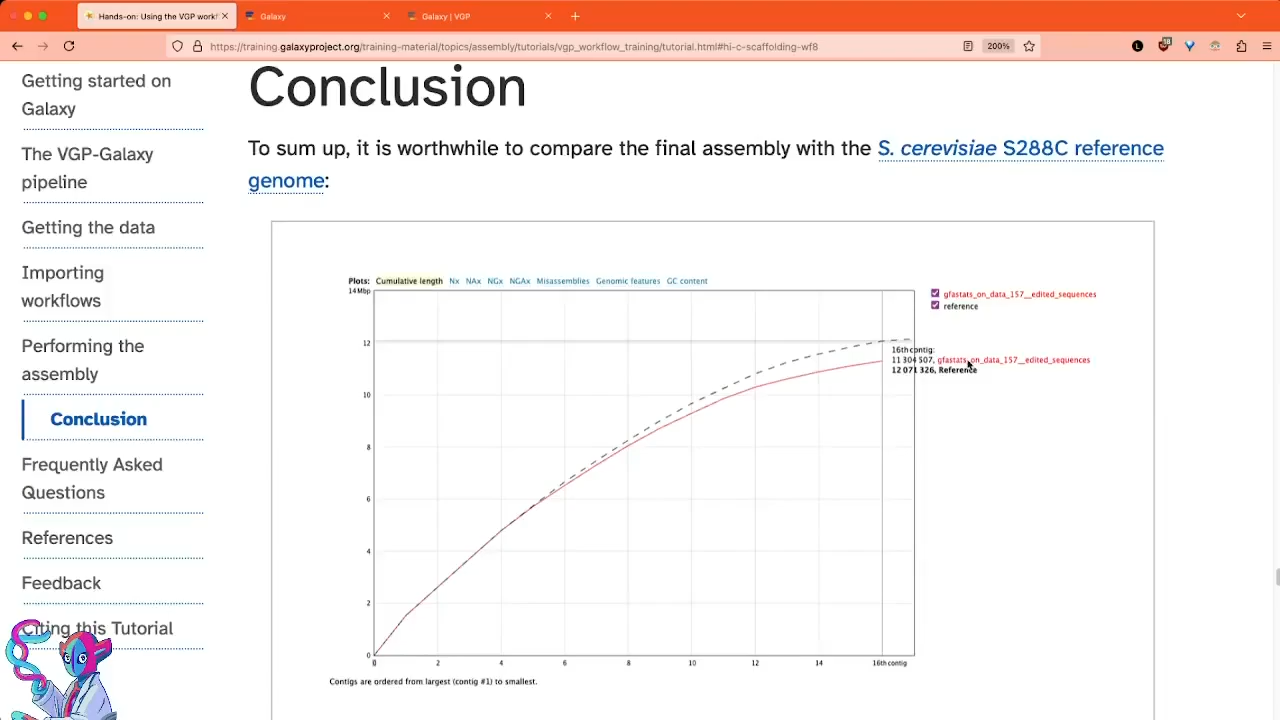 Hands-on: Using the VGP workf
Galaxy
Galaxy | VGP
https://training.galaxyproject.org/training-material/topics/assembly/tutorials/vgp_workflow_training/tutorial.html#hi-c-scaffolding-wf8
200%
18
Getting started on
Galaxy
The VGP-Galaxy
pipeline
Getting the data
Importing
workflows
Performing the
assembly
Conclusion
Frequently Asked
Questions
References
Feedback
Citing this Tutorial
Conclusion
To sum up, it is worthwhile to compare the final assembly with the S. cerevisiae S288C reference
genome:
Plots: Cumulative length Nx NAx NGx NGAx Misassemblies Genomic features GC content
14 Mbp
12
10
8
6
4
2
0
0 2 4 6 8 10 12 14 16th contig
gfastats_on_data_157__edited_sequences
reference
16th contig:
11 304 507, gfastats_on_data_157__edited_sequences
12 071 326, Reference
Contigs are ordered from largest (contig #1) to smallest.